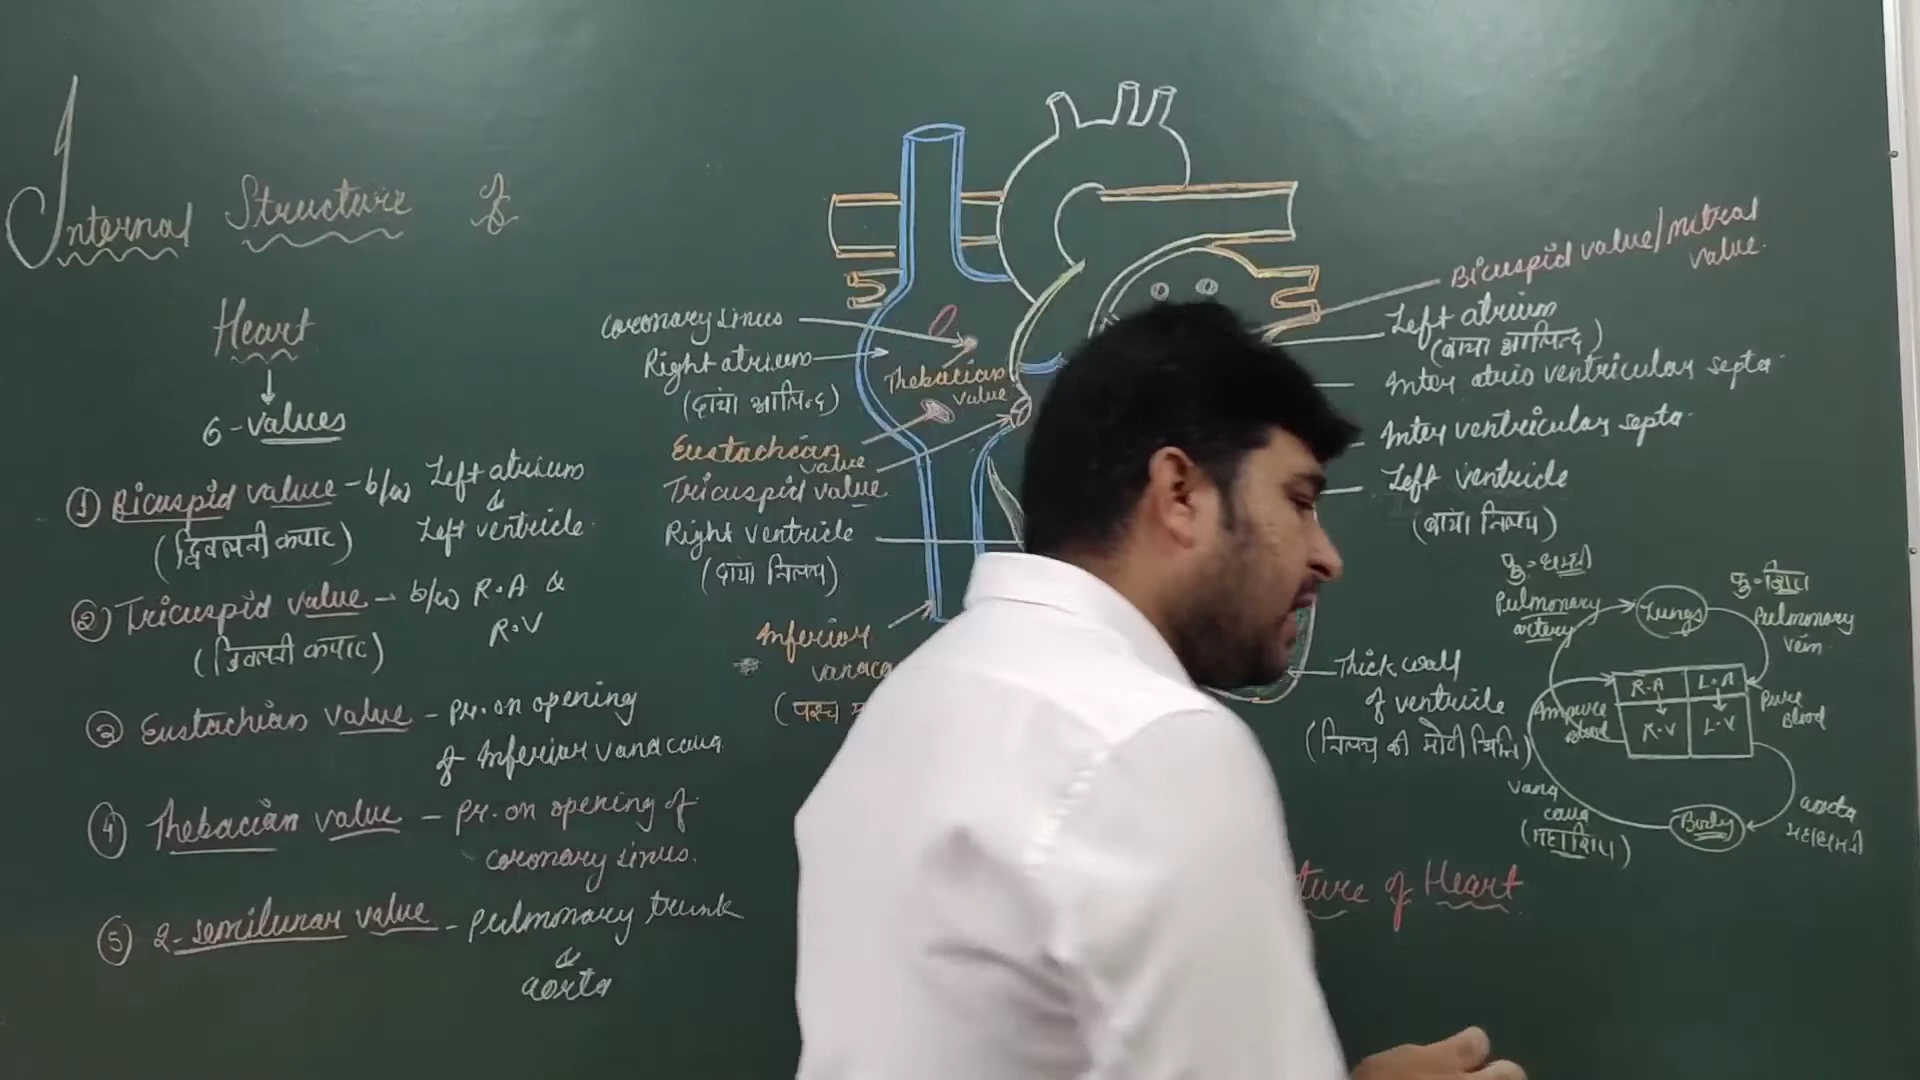 Internal Structure of
Heart
6-values
① Bicuspid value - b/w Left atrium
&
Left ventricle
(द्विवलनी कपाट)
② Tricuspid value - b/w R.A &
R.V
(त्रिवलनी कपाट)
③ Eustachian value - Pr. on opening
of Inferior vanacava
④ Thebacian value - Pr. on opening of
coronary sinus.
⑤ 2-semilunar value - Pulmonary trunk
&
aorta
coronary sinus
Right atrium
(दायां आलिन्द)
Thebacian
value
Eustachian
value
Tricuspid value
Right ventricle
(दायां निलय)
Inferior
(पश्च
Bicuspid value/mitral
value.
Left atrium
(बायां आलिन्द)
Inter atrio ventricular septa.
Inter ventricular septa.
Left ventricle
(बायां निलय)
Thick wall
of ventricle
(निलय की मोटी भित्ति)
फु॰ धमनी
Pulmonary
artery
Lungs
फु॰ शिरा
Pulmonary
vein.
R.A L.A
R.V L.V
Impure
Blood
Pure
Blood
vana
cava
(महाशिरा)
Body
aorta
महाधमनी
ture of Heart